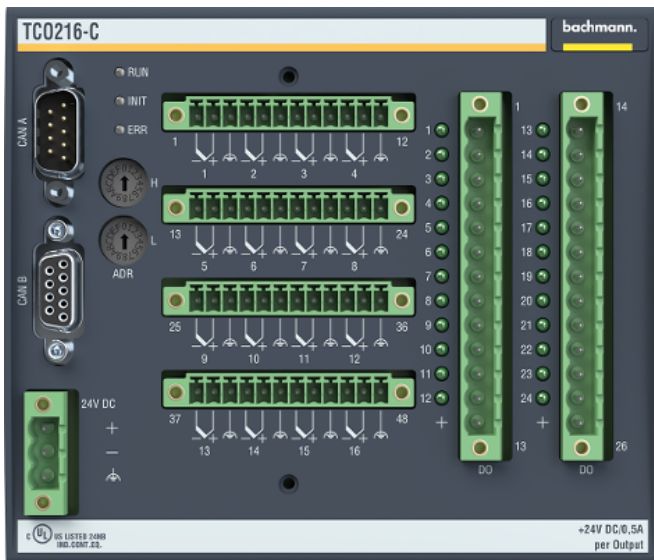 TCO216-C
bachmann.
RUN
INIT
ERR
CAN A
H
L
ADR
CAN B
24V DC
+
−
1 12
1 2 3 4
13 24
5 6 7 8
25 36
9 10 11 12
37 48
13 14 15 16
1
1
2
3
4
5
6
7
8
9
10
11
12
+
13
DO
14
13
14
15
16
17
18
19
20
21
22
23
24
+
26
DO
C UL US LISTED 24NB
IND.CONT.EQ.
+24V DC/0,5A
per Output